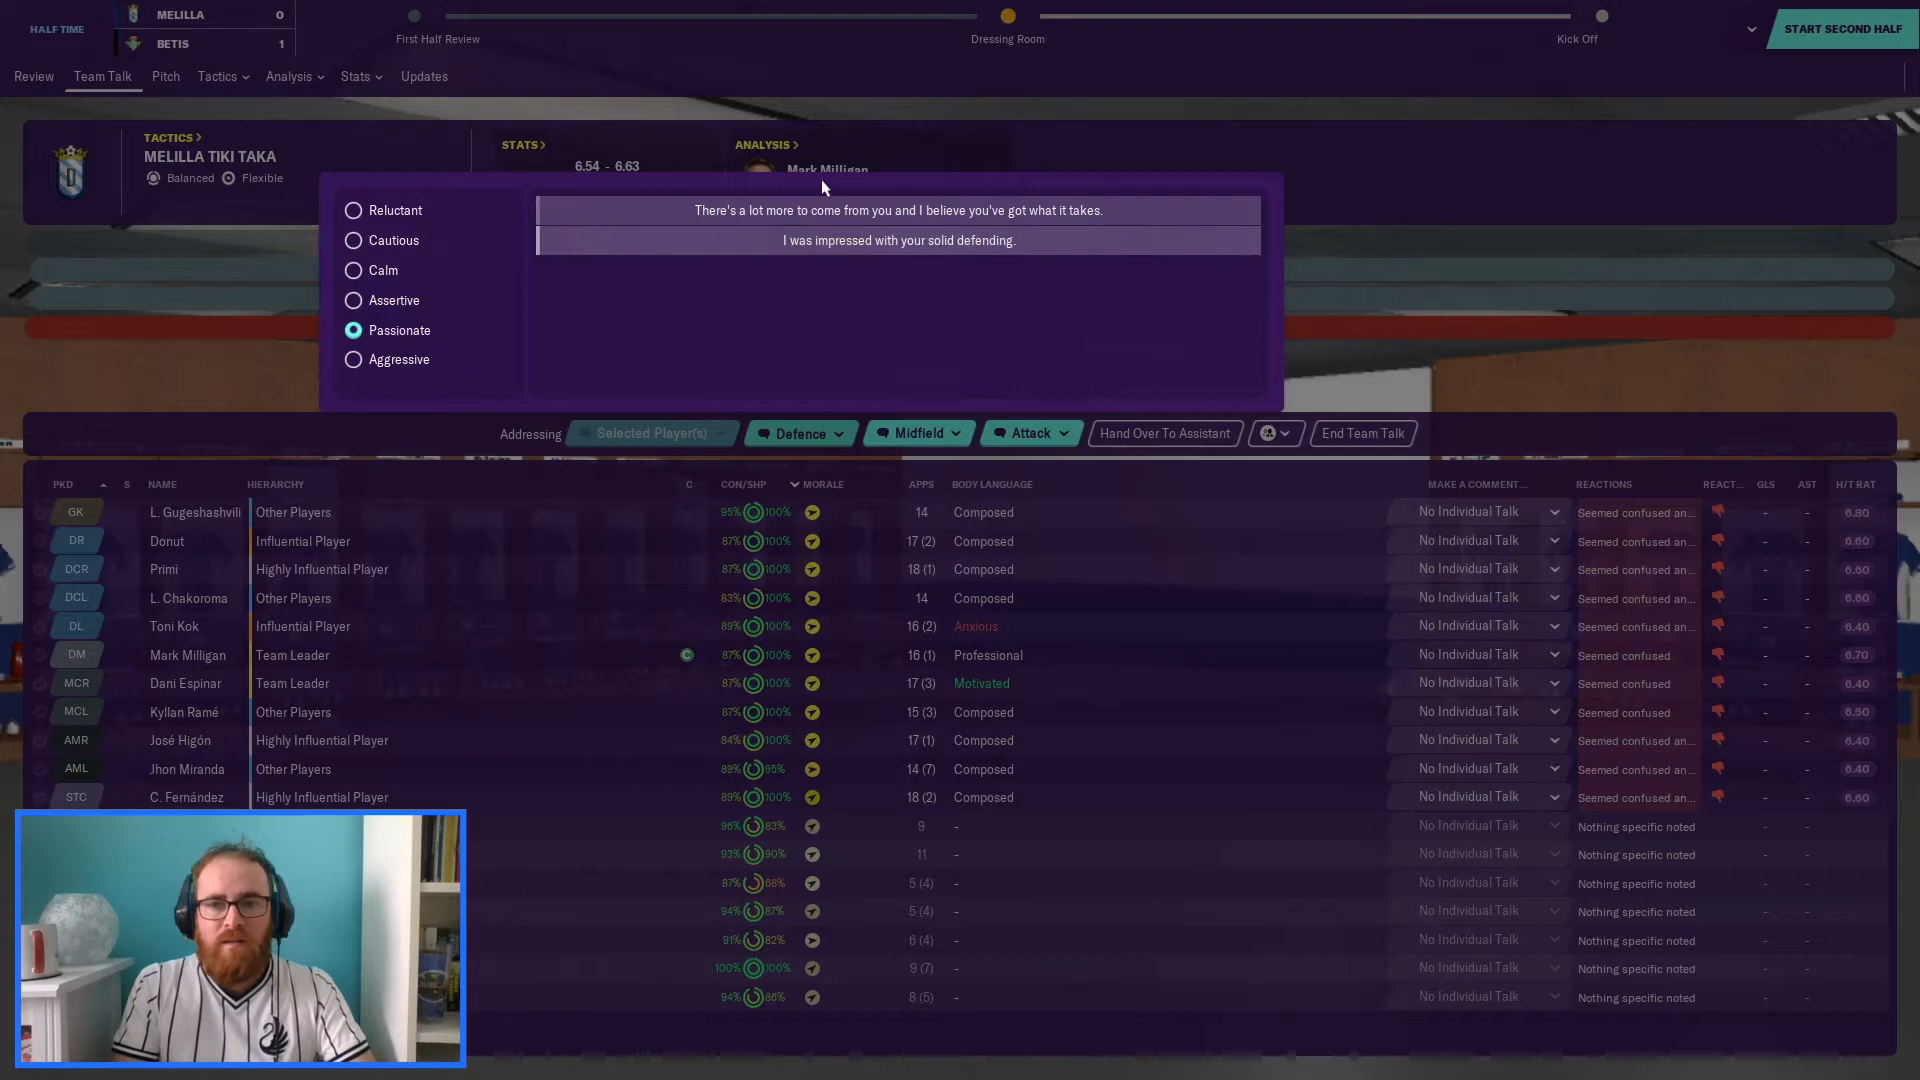 HALF TIME
MELILLA 0
BETIS 1
First Half Review
Dressing Room
Kick Off
START SECOND HALF
Review Team Talk Pitch Tactics Analysis Stats Updates
TACTICS
MELILLA TIKI TAKA
Balanced Flexible
STATS
6.54 - 6.63
ANALYSIS
Mark Milligan
Reluctant
Cautious
Calm
Assertive
Passionate
Aggressive
There's a lot more to come from you and I believe you've got what it takes.
I was impressed with your solid defending.
Addressing Selected Player(s) Defence Midfield Attack Hand Over To Assistant End Team Talk
PKD S NAME HIERARCHY C CON/SHP MORALE APPS BODY LANGUAGE MAKE A COMMENT... REACTIONS REACT... GLS AST H/T RAT
GK L. Gugeshashvili Other Players 95% 100% 14 Composed No Individual Talk Seemed confused an... - - 6.80
DR Donut Influential Player 87% 100% 17 (2) Composed No Individual Talk Seemed confused an... - - 6.60
DCR Primi Highly Influential Player 87% 100% 18 (1) Composed No Individual Talk Seemed confused an... - - 6.60
DCL L. Chakoroma Other Players 83% 100% 14 Composed No Individual Talk Seemed confused an... - - 6.60
DL Toni Kok Influential Player 89% 100% 16 (2) Anxious No Individual Talk Seemed confused an... - - 6.40
DM Mark Milligan Team Leader C 87% 100% 16 (1) Professional No Individual Talk Seemed confused - - 6.70
MCR Dani Espinar Team Leader 87% 100% 17 (3) Motivated No Individual Talk Seemed confused - - 6.40
MCL Kyllan Ramé Other Players 87% 100% 15 (3) Composed No Individual Talk Seemed confused - - 6.50
AMR José Higón Highly Influential Player 84% 100% 17 (1) Composed No Individual Talk Seemed confused an... - - 6.40
AML Jhon Miranda Other Players 89% 95% 14 (7) Composed No Individual Talk Seemed confused an... - - 6.40
STC C. Fernández Highly Influential Player 89% 100% 18 (2) Composed No Individual Talk Seemed confused an... - - 6.60
96% 83% 9 - No Individual Talk Nothing specific noted - -
93% 90% 11 - No Individual Talk Nothing specific noted - -
87% 68% 5 (4) - No Individual Talk Nothing specific noted - -
94% 87% 5 (4) - No Individual Talk Nothing specific noted - -
91% 82% 6 (4) - No Individual Talk Nothing specific noted - -
100% 100% 9 (7) - No Individual Talk Nothing specific noted - -
94% 86% 8 (5) - No Individual Talk Nothing specific noted - -